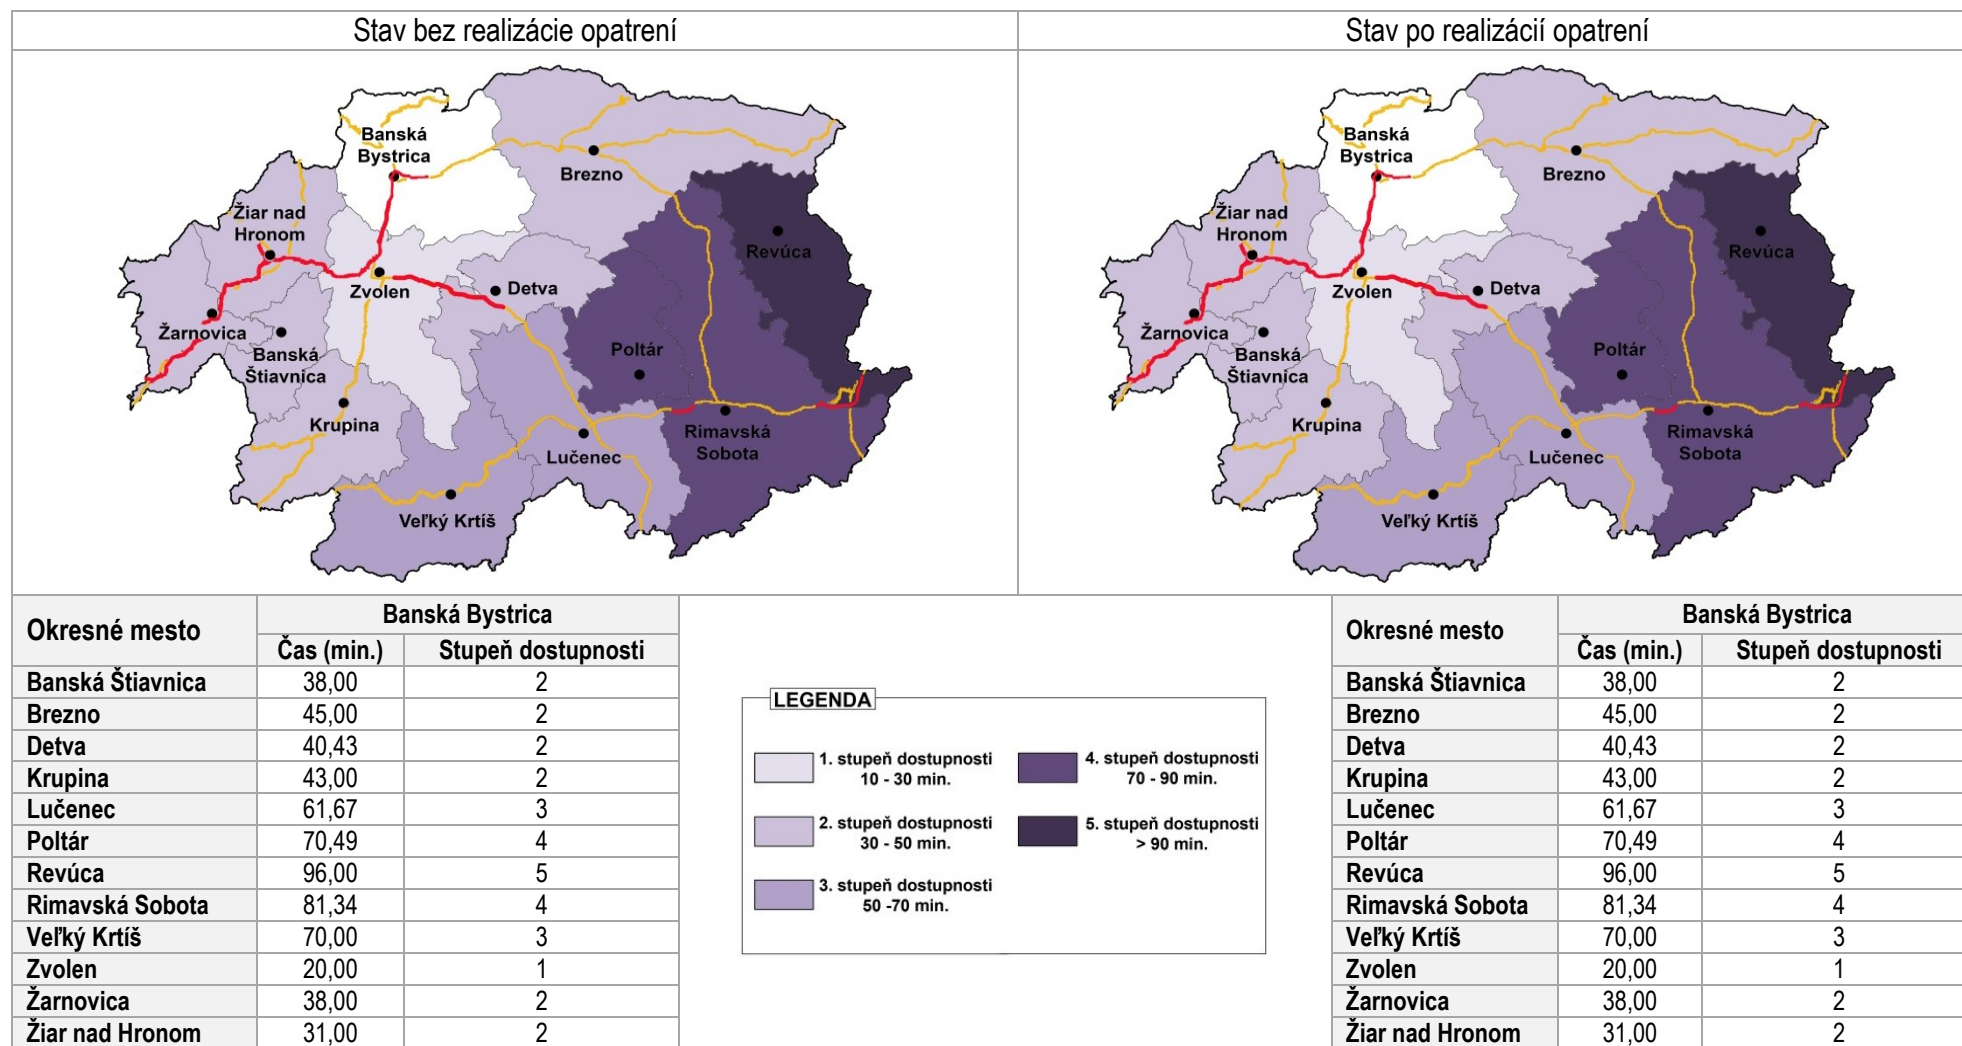 Stav bez realizácie opatrení
Stav po realizácií opatrení
Banská
Bystrica
Brezno
Žiar nad
Hronom
Revúca
Zvolen
Detva
Žarnovica
Banská
Štiavnica
Poltár
Krupina
Rimavská
Sobota
Lučenec
Veľký Krtíš
Banská
Bystrica
Brezno
Žiar nad
Hronom
Revúca
Zvolen
Detva
Žarnovica
Banská
Štiavnica
Poltár
Krupina
Rimavská
Sobota
Lučenec
Veľký Krtíš
Okresné mesto
Banská Bystrica
Čas (min.) Stupeň dostupnosti
Banská Štiavnica 38,00 2
Brezno 45,00 2
Detva 40,43 2
Krupina 43,00 2
Lučenec 61,67 3
Poltár 70,49 4
Revúca 96,00 5
Rimavská Sobota 81,34 4
Veľký Krtíš 70,00 3
Zvolen 20,00 1
Žarnovica 38,00 2
Žiar nad Hronom 31,00 2
LEGENDA
1. stupeň dostupnosti
10 - 30 min.
2. stupeň dostupnosti
30 - 50 min.
3. stupeň dostupnosti
50 -70 min.
4. stupeň dostupnosti
70 - 90 min.
5. stupeň dostupnosti
> 90 min.
Okresné mesto
Banská Bystrica
Čas (min.) Stupeň dostupnosti
Banská Štiavnica 38,00 2
Brezno 45,00 2
Detva 40,43 2
Krupina 43,00 2
Lučenec 61,67 3
Poltár 70,49 4
Revúca 96,00 5
Rimavská Sobota 81,34 4
Veľký Krtíš 70,00 3
Zvolen 20,00 1
Žarnovica 38,00 2
Žiar nad Hronom 31,00 2